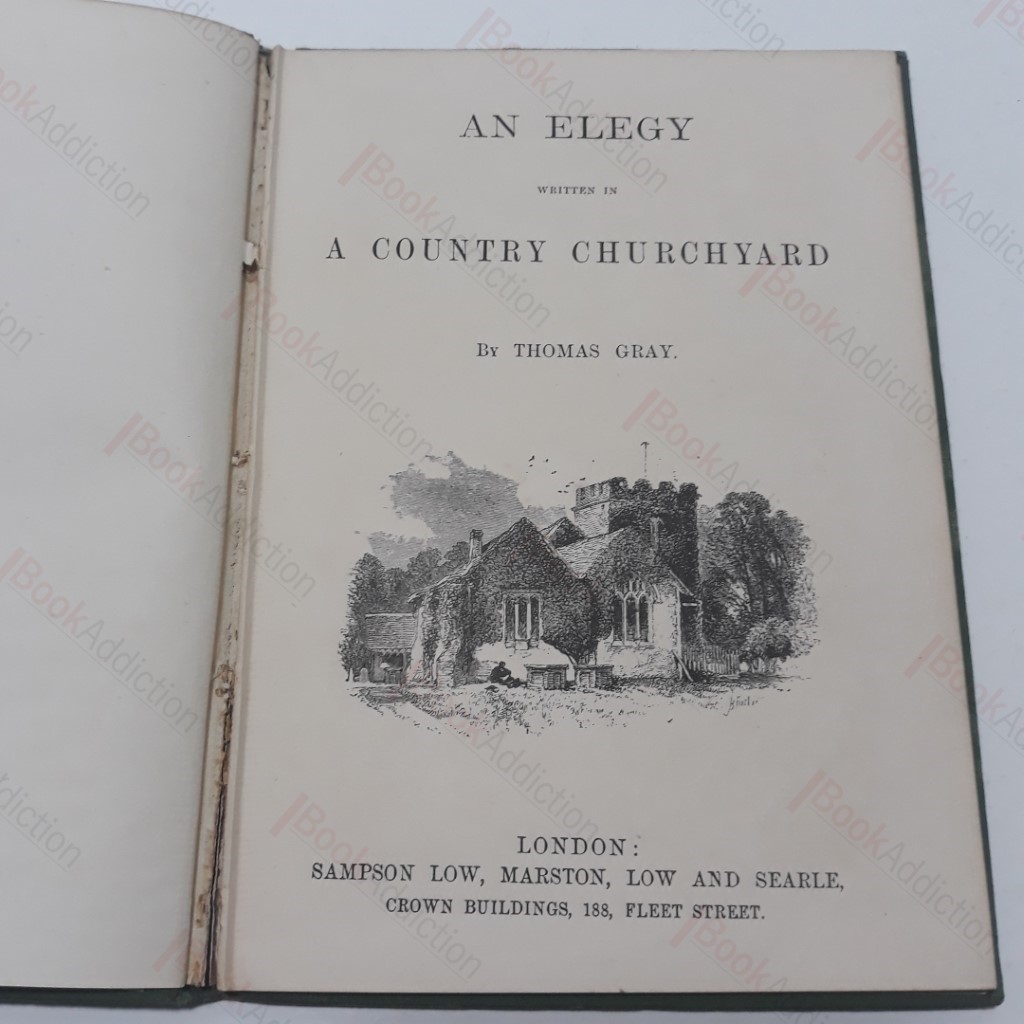 AN ELEGY
WRITTEN IN
A COUNTRY CHURCHYARD
By THOMAS GRAY.
LONDON:
SAMPSON LOW, MARSTON, LOW AND SEARLE,
CROWN BUILDINGS, 188, FLEET STREET.
BookAddiction